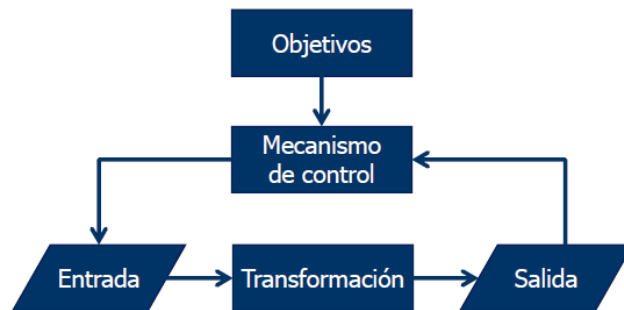 Objetivos
Mecanismo
de control
Entrada
Transformación
Salida